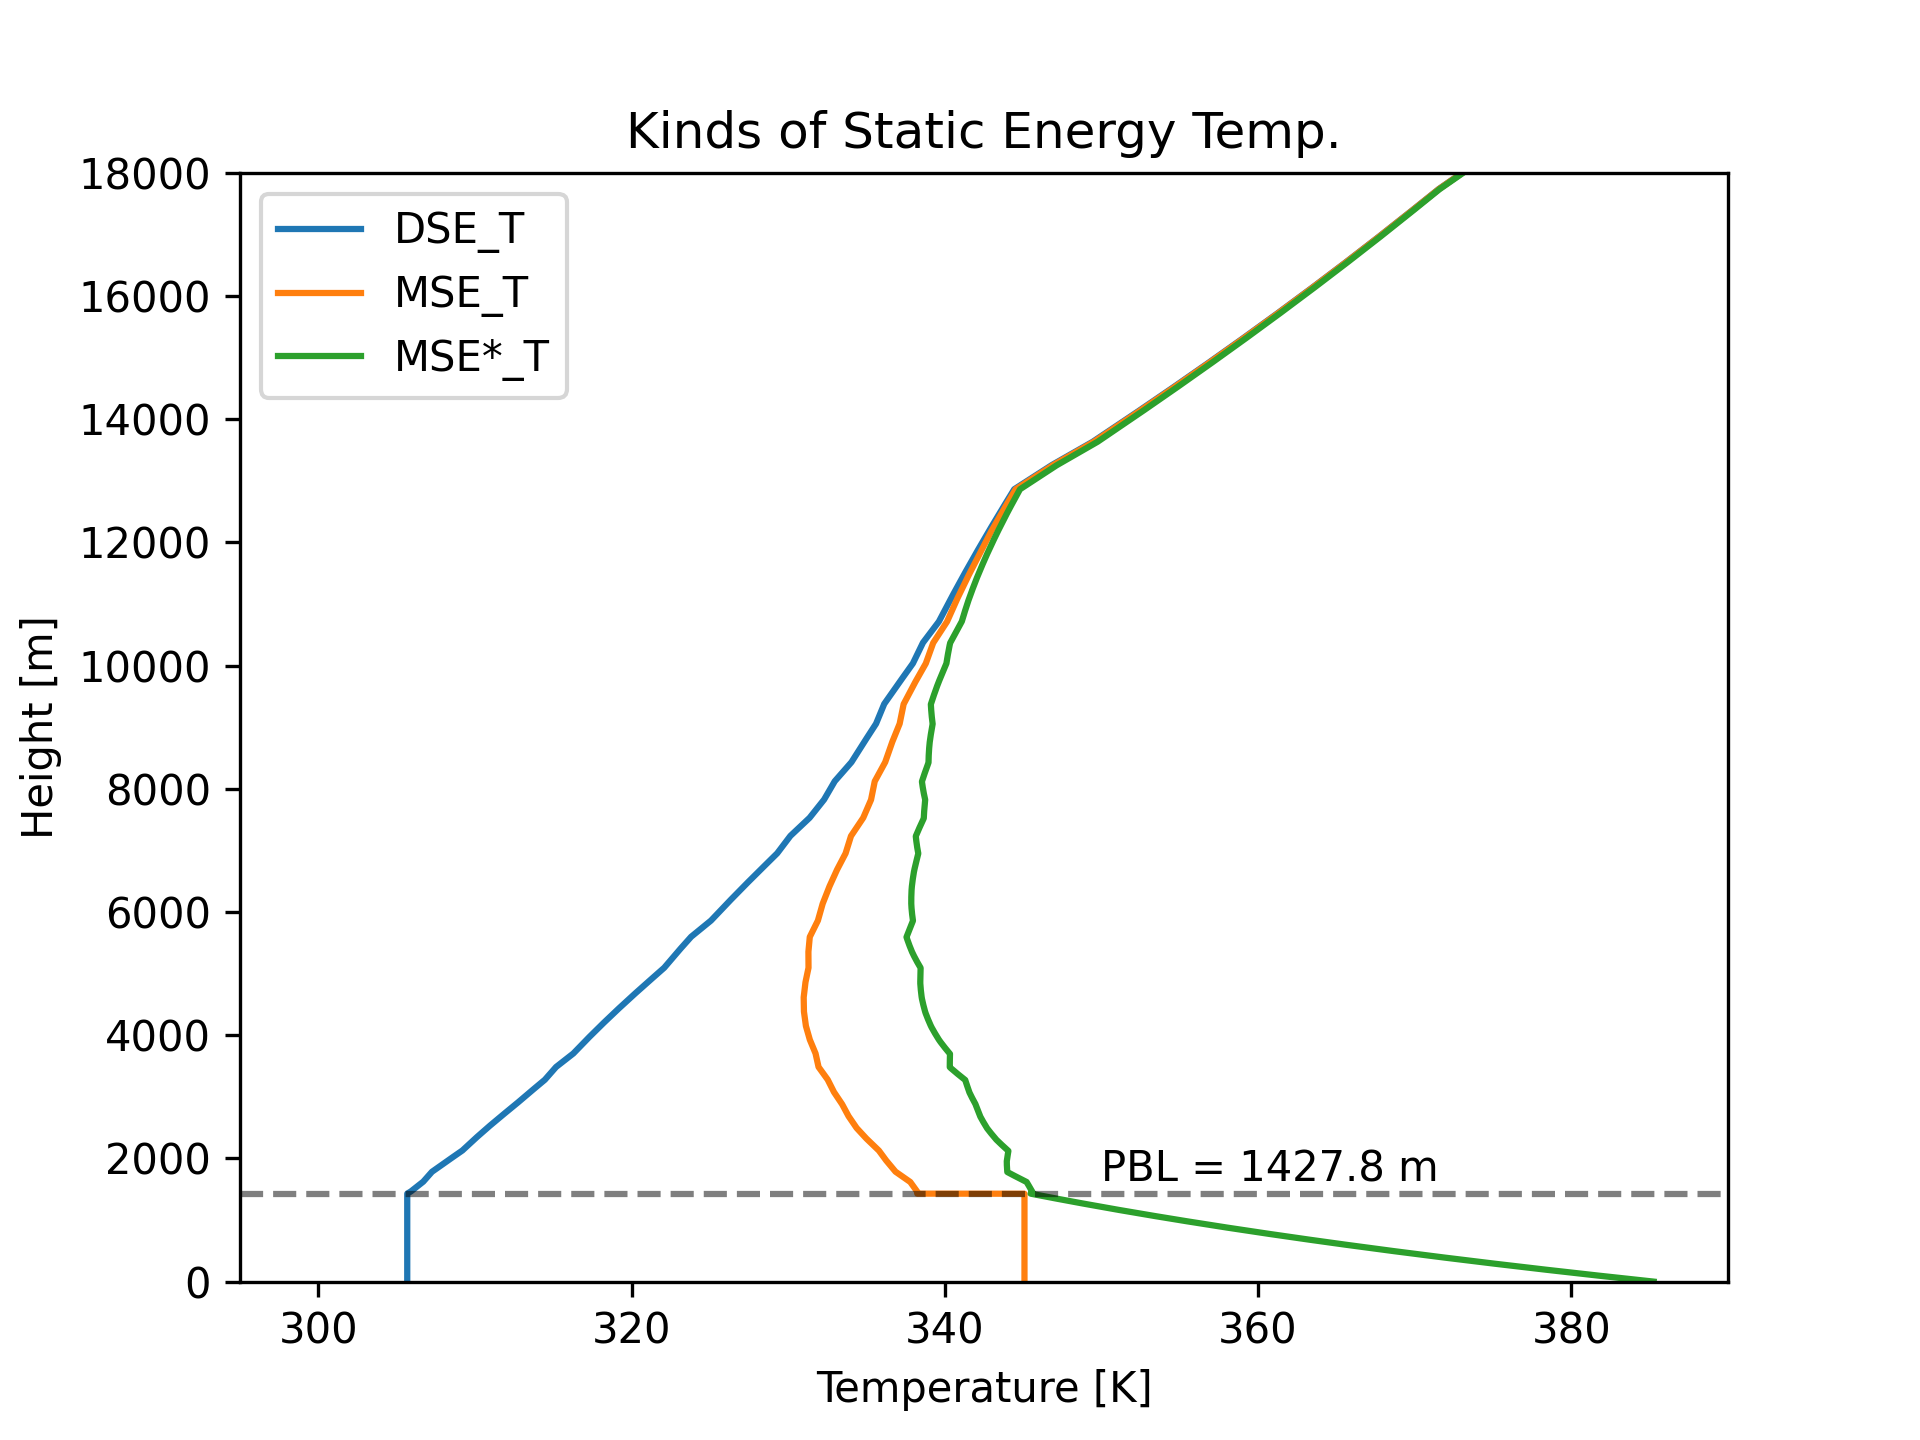 Kinds of Static Energy Temp.
18000
16000
14000
12000
10000
8000
6000
4000
2000
0
Height [m]
DSE_T
MSE_T
MSE*_T
PBL = 1427.8 m
300 320 340 360 380
Temperature [K]